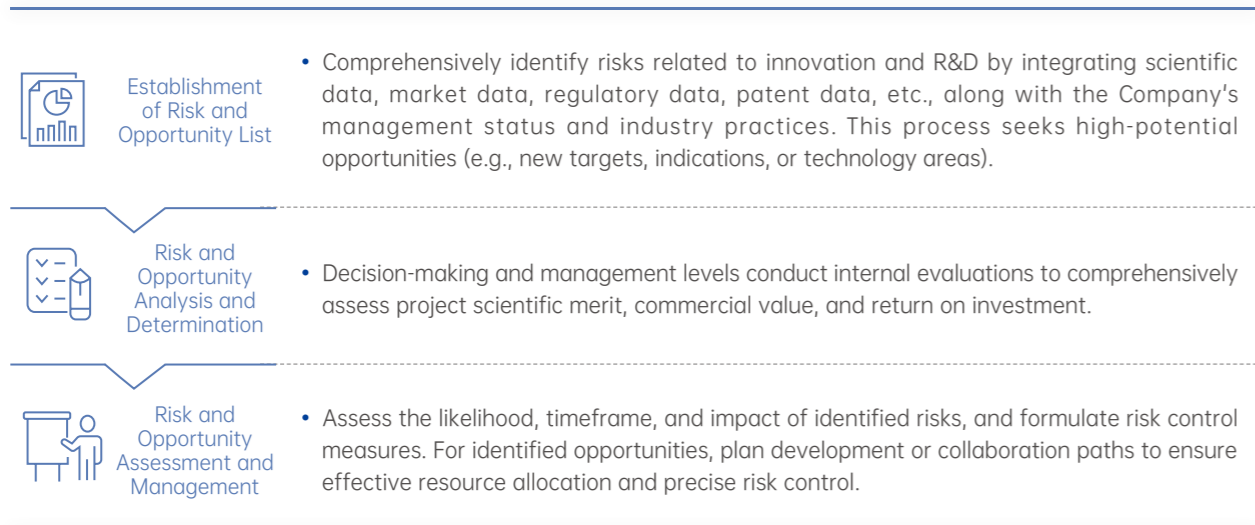 Establishment
of Risk and
Opportunity List
• Comprehensively identify risks related to innovation and R&D by integrating scientific
data, market data, regulatory data, patent data, etc., along with the Company's
management status and industry practices. This process seeks high-potential
opportunities (e.g., new targets, indications, or technology areas).
Risk and
Opportunity
Analysis and
Determination
• Decision-making and management levels conduct internal evaluations to comprehensively
assess project scientific merit, commercial value, and return on investment.
Risk and
Opportunity
Assessment and
Management
• Assess the likelihood, timeframe, and impact of identified risks, and formulate risk control
measures. For identified opportunities, plan development or collaboration paths to ensure
effective resource allocation and precise risk control.